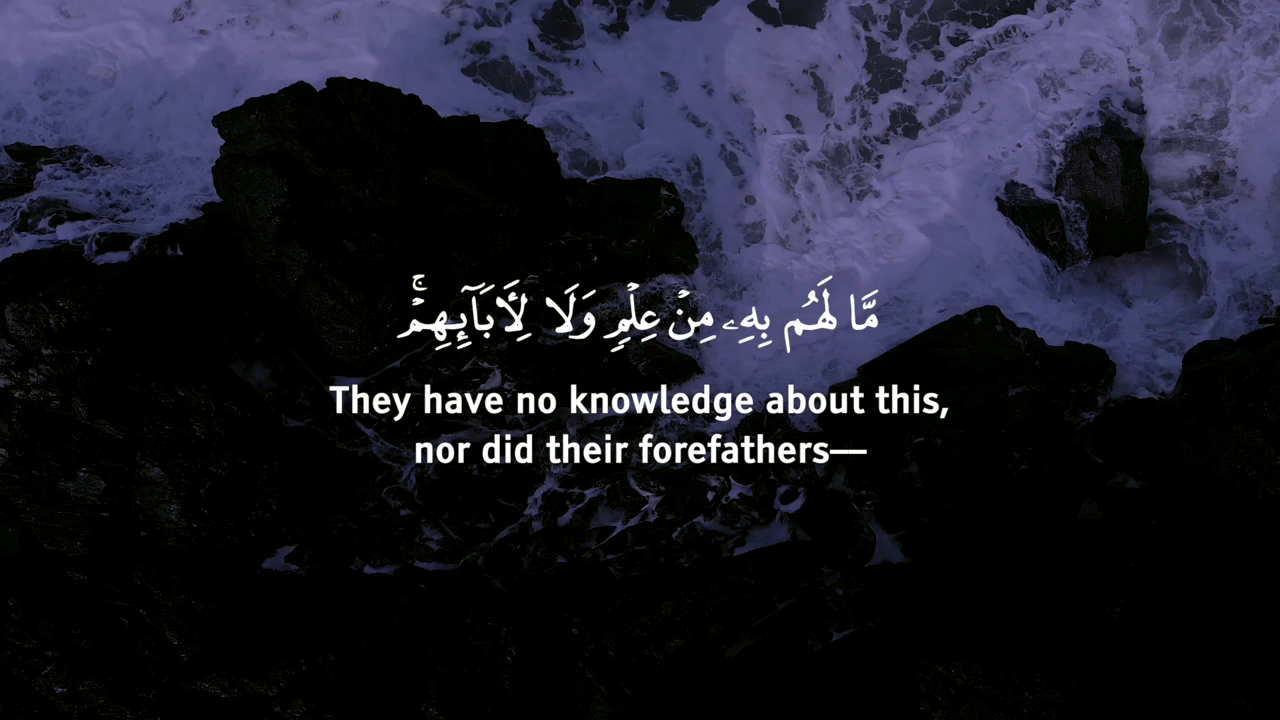 مَّا لَهُم بِهِۦ مِنۡ عِلۡمٖ وَلَا لِأٓبَآئِهِمۡۚ
They have no knowledge about this,
nor did their forefathers—